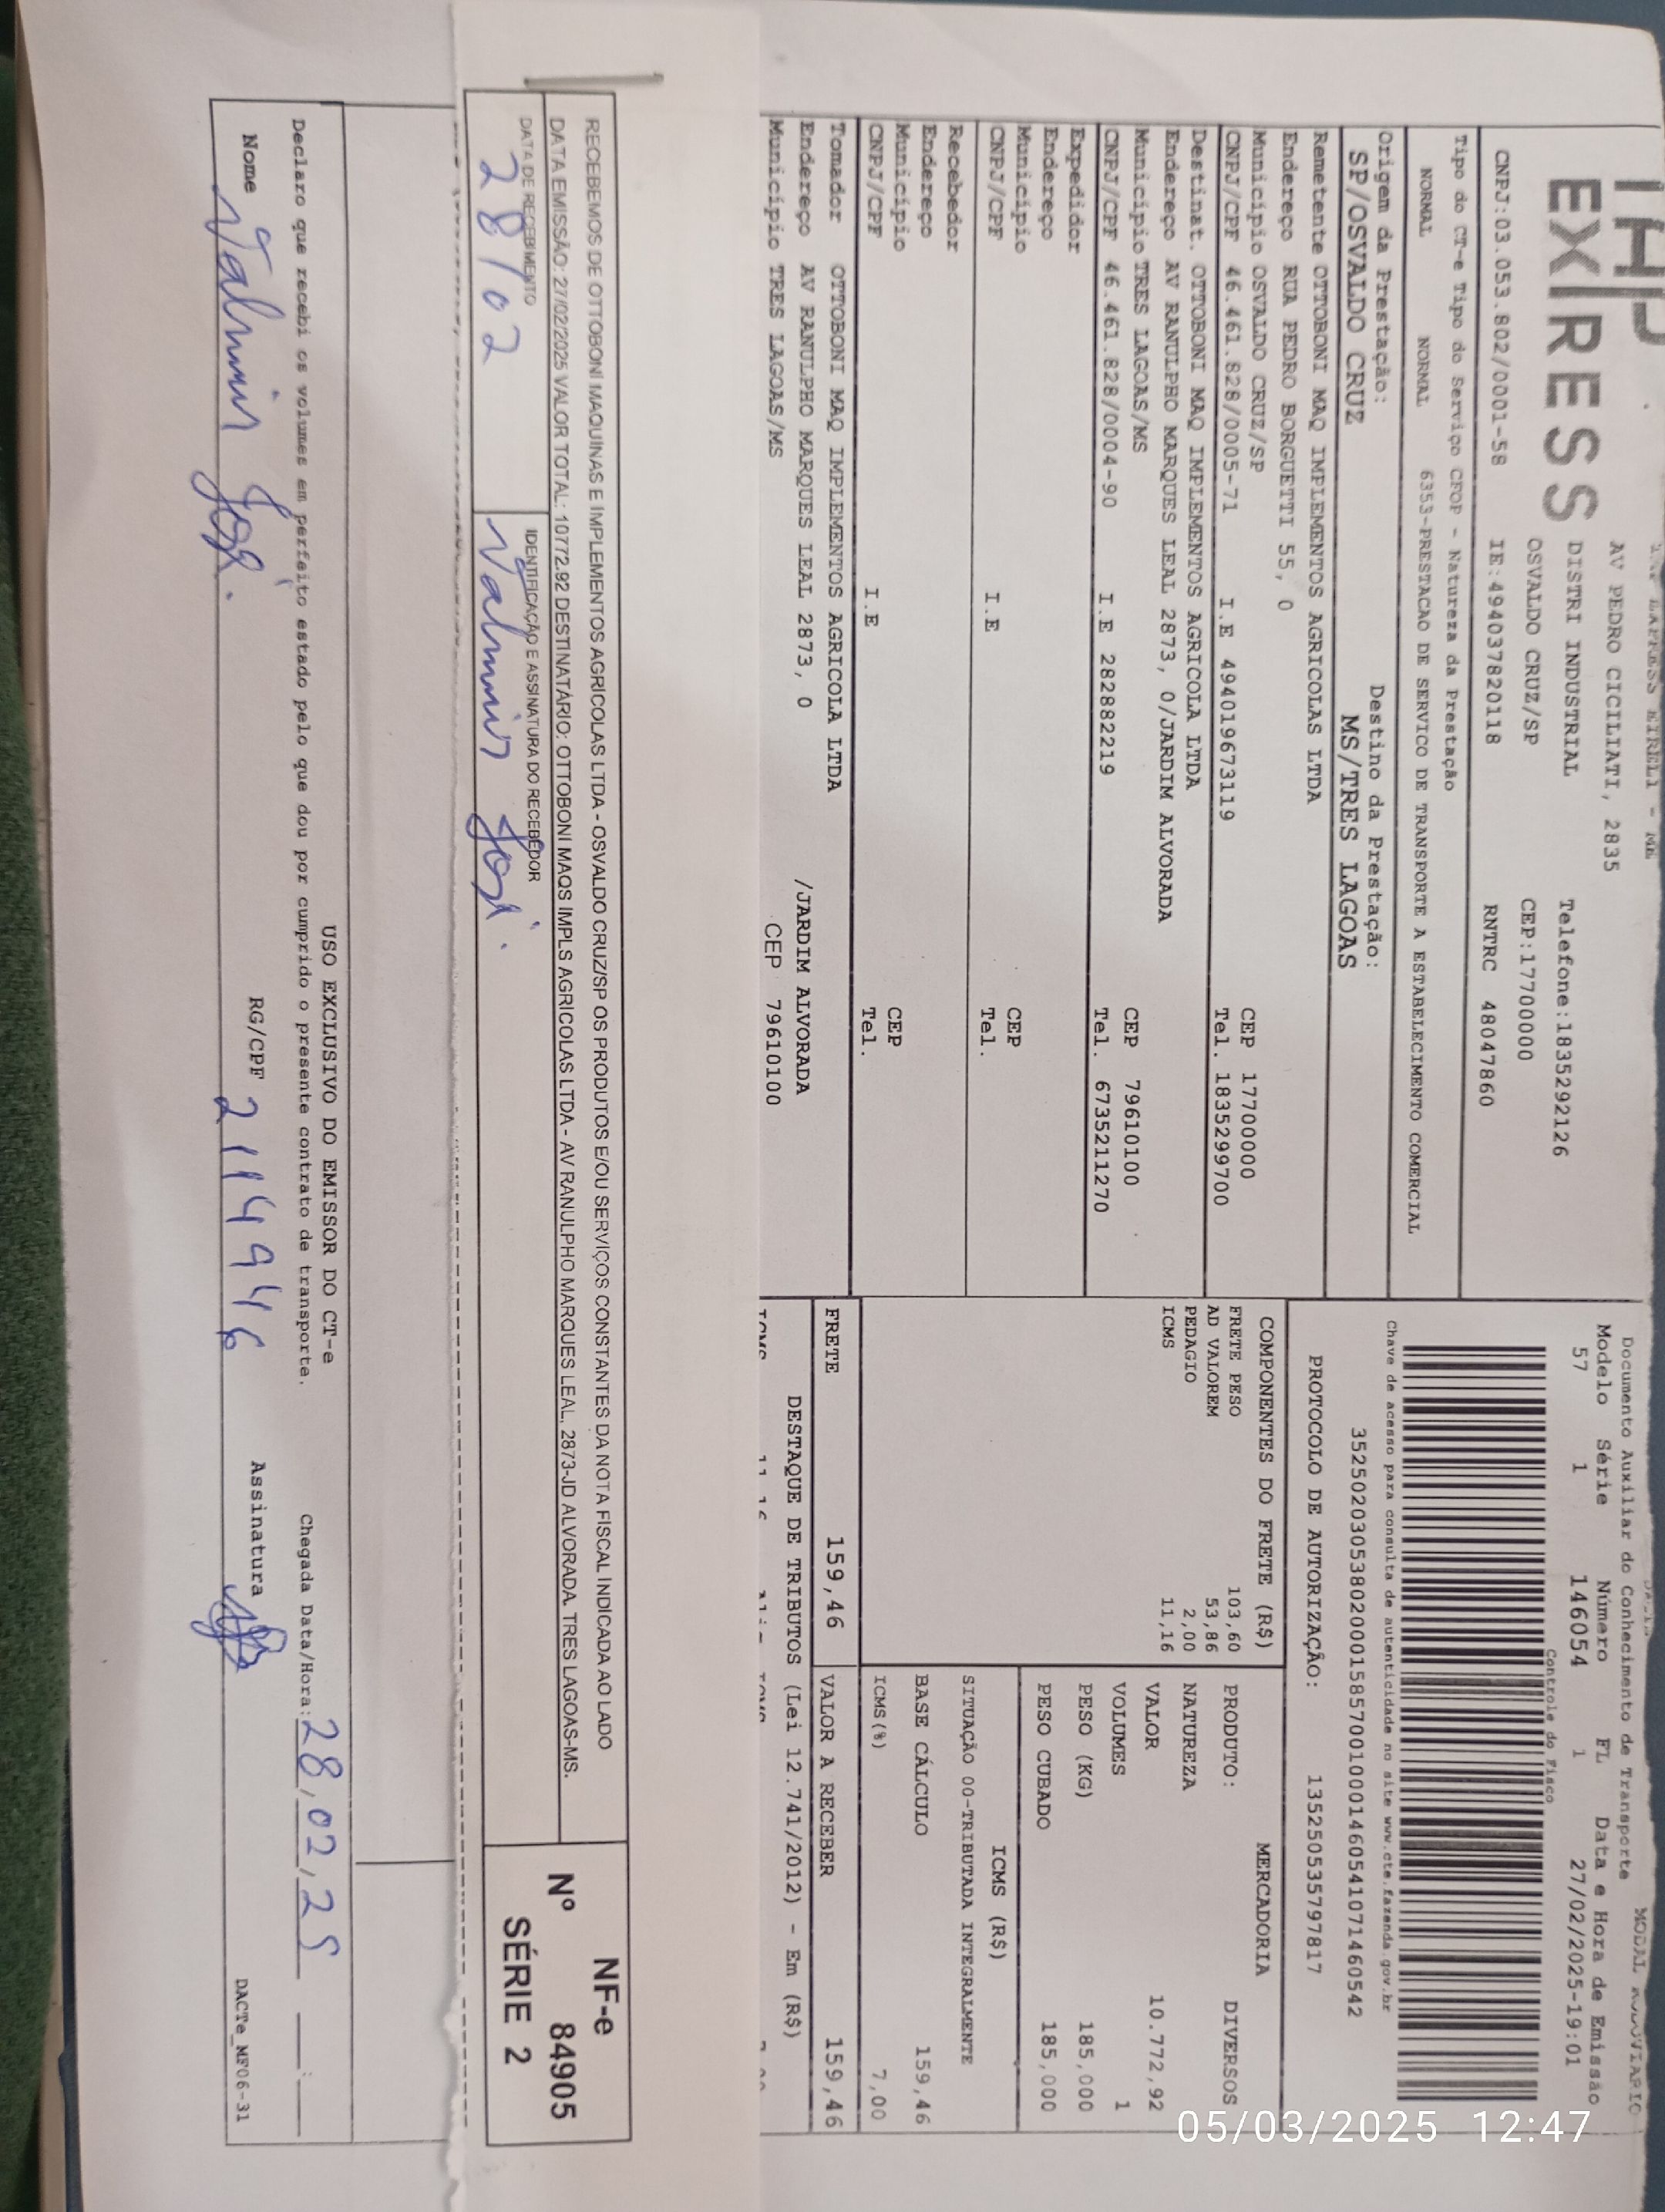 THP
EXPRESS
EXPRESS EIRELI - ME
AV PEDRO CICILIATI, 2835
DISTRI INDUSTRIAL Telefone:1835292126
OSVALDO CRUZ/SP CEP:17700000
CNPJ:03.053.802/0001-58 IE:494037820118 RNTRC 48047860
Tipo do CT-e Tipo do Serviço CFOP - Natureza da Prestação
NORMAL NORMAL 6353-PRESTACAO DE SERVICO DE TRANSPORTE A ESTABELECIMENTO COMERCIAL
Origem da Prestação: Destino da Prestação:
SP/OSVALDO CRUZ MS/TRES LAGOAS
Remetente OTTOBONI MAQ IMPLEMENTOS AGRICOLAS LTDA
Endereço RUA PEDRO BORGUETTI 55, 0
Município OSVALDO CRUZ/SP CEP 17700000
CNPJ/CPF 46.461.828/0005-71 I.E 494019673119 Tel. 1835299700
Destinat. OTTOBONI MAQ IMPLEMENTOS AGRICOLA LTDA
Endereço AV RANULPHO MARQUES LEAL 2873, 0/JARDIM ALVORADA
Município TRES LAGOAS/MS CEP 79610100
CNPJ/CPF 46.461.828/0004-90 I.E 282882219 Tel. 6735211270
Expedidor
Endereço
Município CEP
CNPJ/CPF I.E Tel.
Recebedor
Endereço
Município CEP
CNPJ/CPF I.E Tel.
Tomador OTTOBONI MAQ IMPLEMENTOS AGRICOLA LTDA
Endereço AV RANULPHO MARQUES LEAL 2873, 0 /JARDIM ALVORADA
Município TRES LAGOAS/MS CEP 79610100
MODAL RODOVIARIO
Documento Auxiliar do Conhecimento de Transporte
Modelo Série Número FL Data e Hora de Emissão
57 1 146054 1 27/02/2025-19:01
Controle do Fisco
Chave de acesso para consulta de autenticidade no site www.cte.fazenda.gov.br
35250203053802000158570010001460541071460542
PROTOCOLO DE AUTORIZAÇÃO: 135250535797817
COMPONENTES DO FRETE (R$)
FRETE PESO 103,60
AD VALOREM 53,86
PEDAGIO 2,00
ICMS 11,16
MERCADORIA
PRODUTO: DIVERSOS
NATUREZA
VALOR 10.772,92
VOLUMES 1
PESO (KG) 185,000
PESO CUBADO 185,000
ICMS (R$)
SITUAÇÃO 00-TRIBUTADA INTEGRALMENTE
BASE CÁLCULO 159,46
ICMS(%) 7,00
FRETE 159,46 VALOR A RECEBER 159,46
DESTAQUE DE TRIBUTOS (Lei 12.741/2012) - Em (R$)
RECEBEMOS DE OTTOBONI MAQUINAS E IMPLEMENTOS AGRICOLAS LTDA - OSVALDO CRUZ/SP OS PRODUTOS E/OU SERVIÇOS CONSTANTES DA NOTA FISCAL INDICADA AO LADO
DATA EMISSÃO: 27/02/2025 VALOR TOTAL: 10772.92 DESTINATÁRIO: OTTOBONI MAQS IMPLS AGRICOLAS LTDA - AV RANULPHO MARQUES LEAL, 2873-JD ALVORADA TRES LAGOAS-MS.
DATA DE RECEBIMENTO IDENTIFICAÇÃO E ASSINATURA DO RECEBEDOR
28/02 Valmir José.
NF-e
Nº 84905
SÉRIE 2
USO EXCLUSIVO DO EMISSOR DO CT-e
Declaro que recebi os volumes em perfeito estado pelo que dou por cumprido o presente contrato de transporte. Chegada Data/Hora: 28/02/25 :
Nome Valmir José. RG/CPF 2114946 Assinatura
DACTe_MF06-31
05/03/2025 12:47